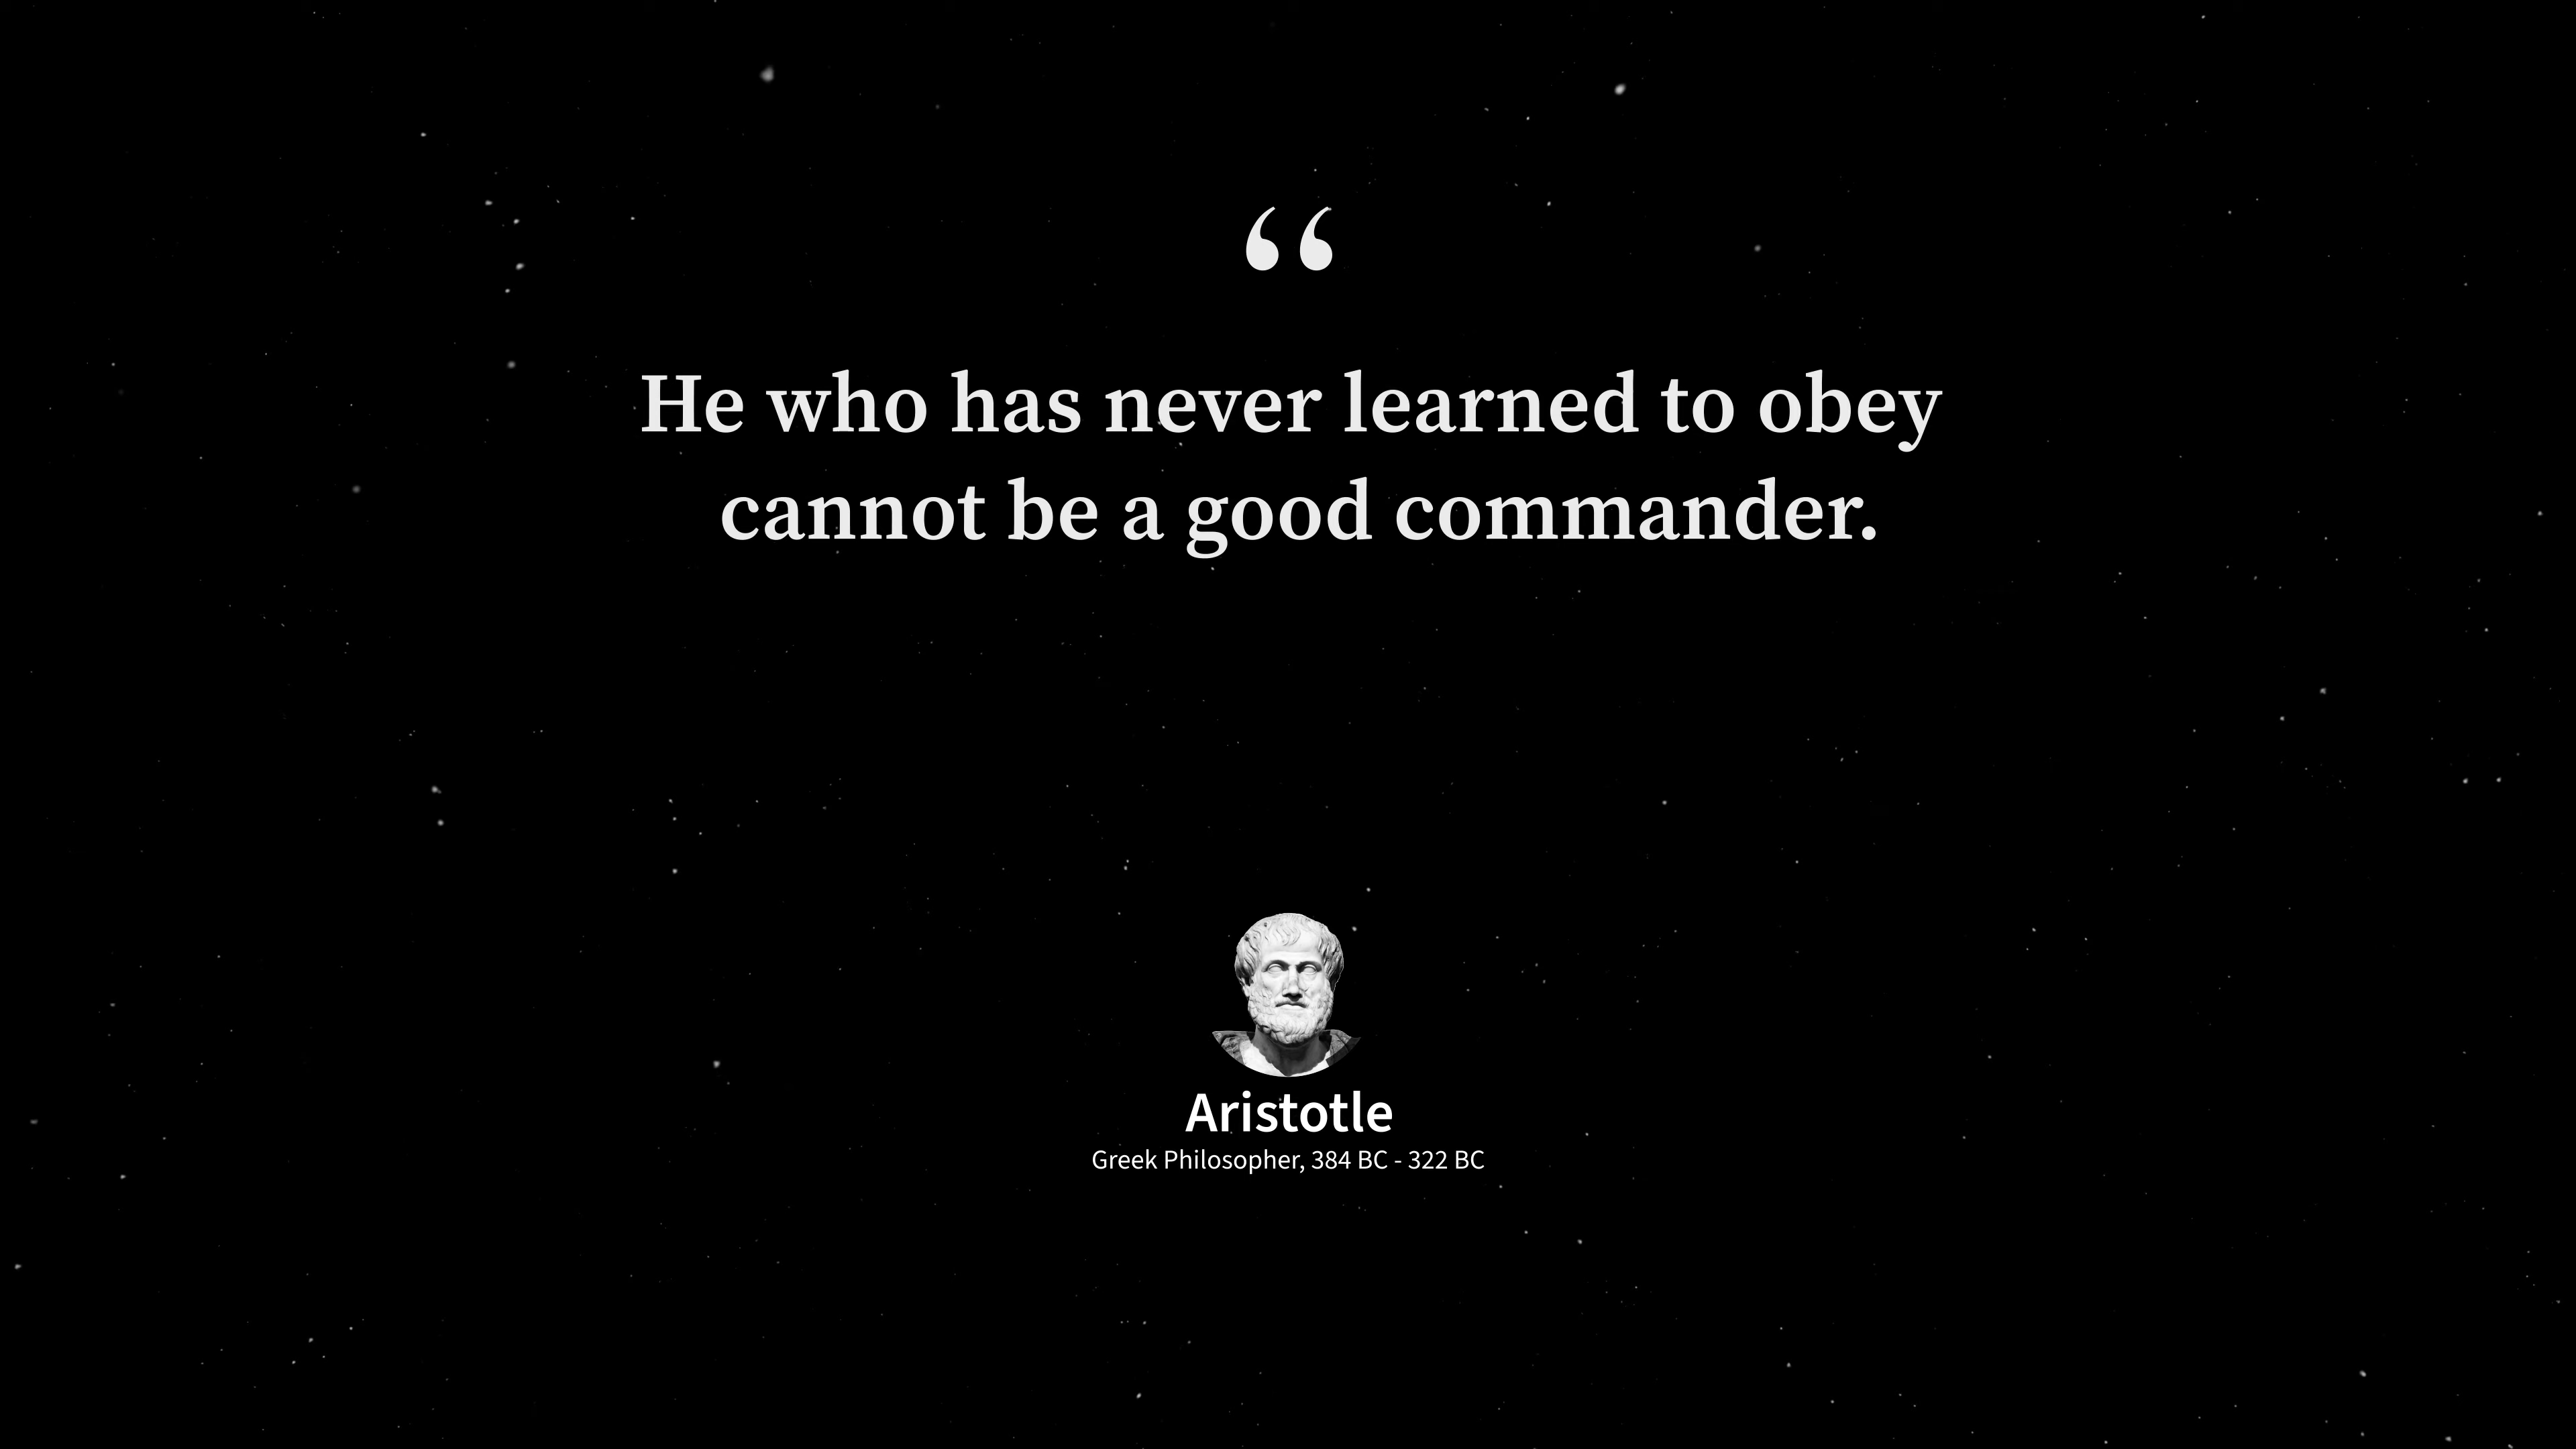 “
He who has never learned to obey
cannot be a good commander.
Aristotle
Greek Philosopher, 384 BC - 322 BC